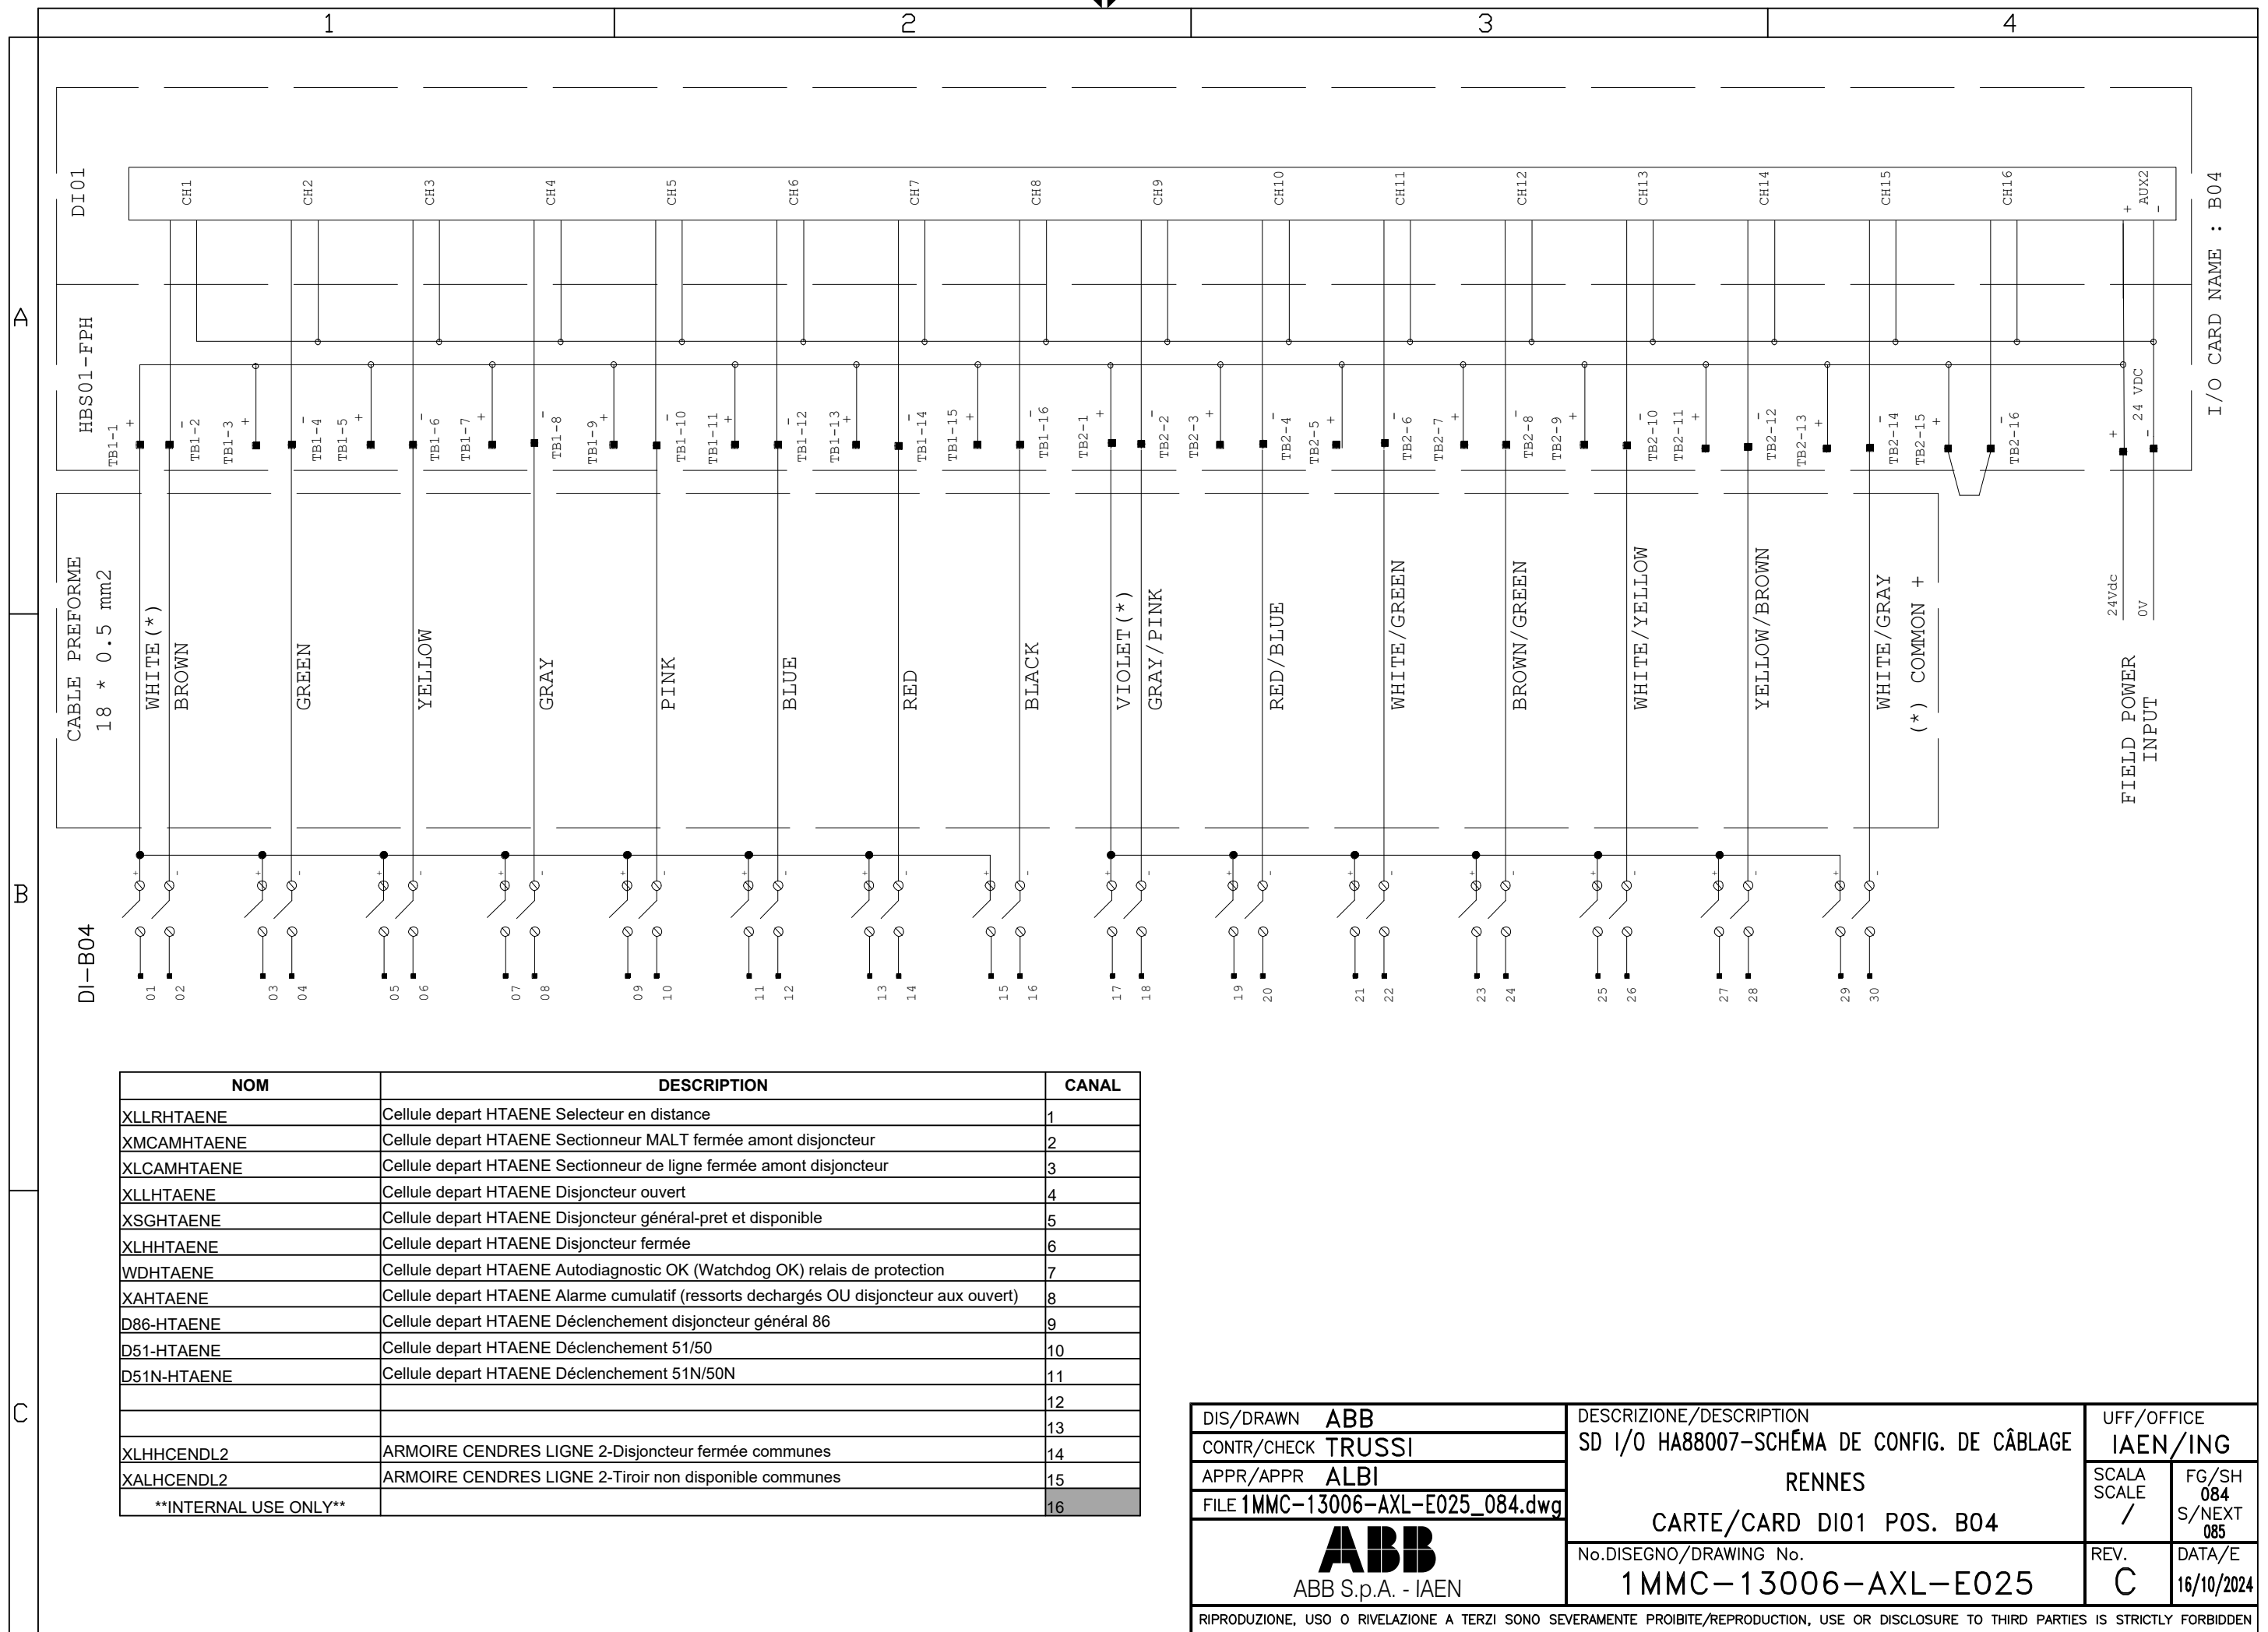 1 2 3 4
A
B
C
DI01
CH1 CH2 CH3 CH4 CH5 CH6 CH7 CH8 CH9 CH10 CH11 CH12 CH13 CH14 CH15 CH16
+ AUX2 -
I/O CARD NAME : B04
HBS01-FPH
TB1-1 + - TB1-2 TB1-3 + - TB1-4 TB1-5 + - TB1-6 TB1-7 + - TB1-8 TB1-9 + - TB1-10 TB1-11 + - TB1-12 TB1-13 + - TB1-14 TB1-15 + - TB1-16
TB2-1 + - TB2-2 TB2-3 + - TB2-4 TB2-5 + - TB2-6 TB2-7 + - TB2-8 TB2-9 + - TB2-10 TB2-11 + - TB2-12 TB2-13 + - TB2-14 TB2-15 + - TB2-16
+ 24 VDC -
CABLE PREFORME
18 * 0.5 mm2
WHITE(*)
BROWN
GREEN
YELLOW
GRAY
PINK
BLUE
RED
BLACK
VIOLET(*)
GRAY/PINK
RED/BLUE
WHITE/GREEN
BROWN/GREEN
WHITE/YELLOW
YELLOW/BROWN
WHITE/GRAY
(*) COMMON +
24Vdc
0V
FIELD POWER
INPUT
+ - + - + - + - + - + - + - + - + - + - + - + - + - + - + -
DI-B04
01 02 03 04 05 06 07 08 09 10 11 12 13 14 15 16 17 18 19 20 21 22 23 24 25 26 27 28 29 30
NOM DESCRIPTION CANAL
XLLRHTAENE Cellule depart HTAENE Selecteur en distance 1
XMCAMHTAENE Cellule depart HTAENE Sectionneur MALT fermée amont disjoncteur 2
XLCAMHTAENE Cellule depart HTAENE Sectionneur de ligne fermée amont disjoncteur 3
XLLHTAENE Cellule depart HTAENE Disjoncteur ouvert 4
XSGHTAENE Cellule depart HTAENE Disjoncteur général-pret et disponible 5
XLHHTAENE Cellule depart HTAENE Disjoncteur fermée 6
WDHTAENE Cellule depart HTAENE Autodiagnostic OK (Watchdog OK) relais de protection 7
XAHTAENE Cellule depart HTAENE Alarme cumulatif (ressorts dechargés OU disjoncteur aux ouvert) 8
D86-HTAENE Cellule depart HTAENE Déclenchement disjoncteur général 86 9
D51-HTAENE Cellule depart HTAENE Déclenchement 51/50 10
D51N-HTAENE Cellule depart HTAENE Déclenchement 51N/50N 11
12
13
XLHHCENDL2 ARMOIRE CENDRES LIGNE 2-Disjoncteur fermée communes 14
XALHCENDL2 ARMOIRE CENDRES LIGNE 2-Tiroir non disponible communes 15
**INTERNAL USE ONLY** 16
DIS/DRAWN ABB
CONTR/CHECK TRUSSI
APPR/APPR ALBI
FILE 1MMC-13006-AXL-E025_084.dwg
ABB
ABB S.p.A. - IAEN
DESCRIZIONE/DESCRIPTION
SD I/O HA88007-SCHÉMA DE CONFIG. DE CÂBLAGE
RENNES
CARTE/CARD DI01 POS. B04
No.DISEGNO/DRAWING No.
1MMC-13006-AXL-E025
UFF/OFFICE
IAEN/ING
SCALA
SCALE
/
FG/SH
084
S/NEXT
085
REV.
C
DATA/E
16/10/2024
RIPRODUZIONE, USO O RIVELAZIONE A TERZI SONO SEVERAMENTE PROIBITE/REPRODUCTION, USE OR DISCLOSURE TO THIRD PARTIES IS STRICTLY FORBIDDEN